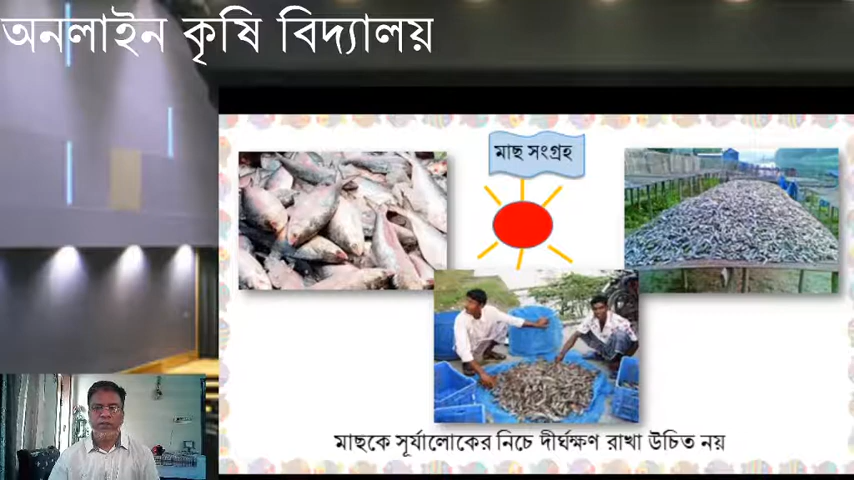 অনলাইন কৃষি বিদ্যালয়
মাছ সংগ্রহ
মাছকে সূর্যালোকের নিচে দীর্ঘক্ষণ রাখা উচিত নয়